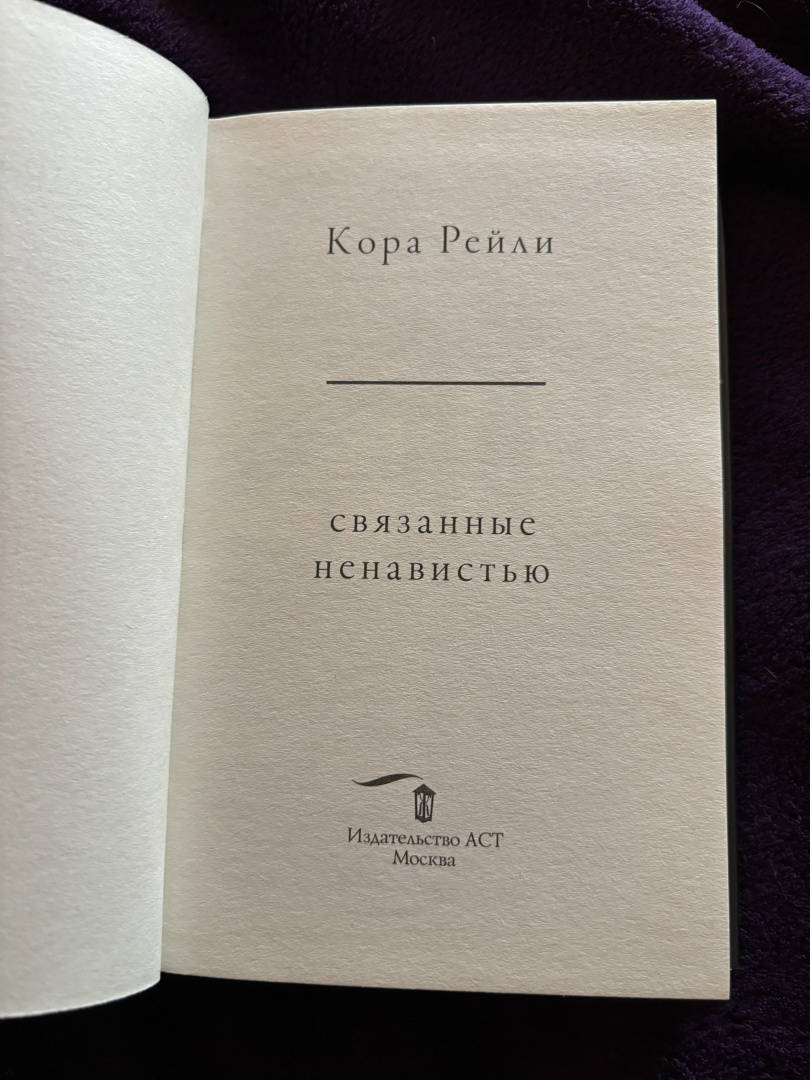 Кора Рейли
связанные
ненавистью
Ж
Издательство АСТ
Москва